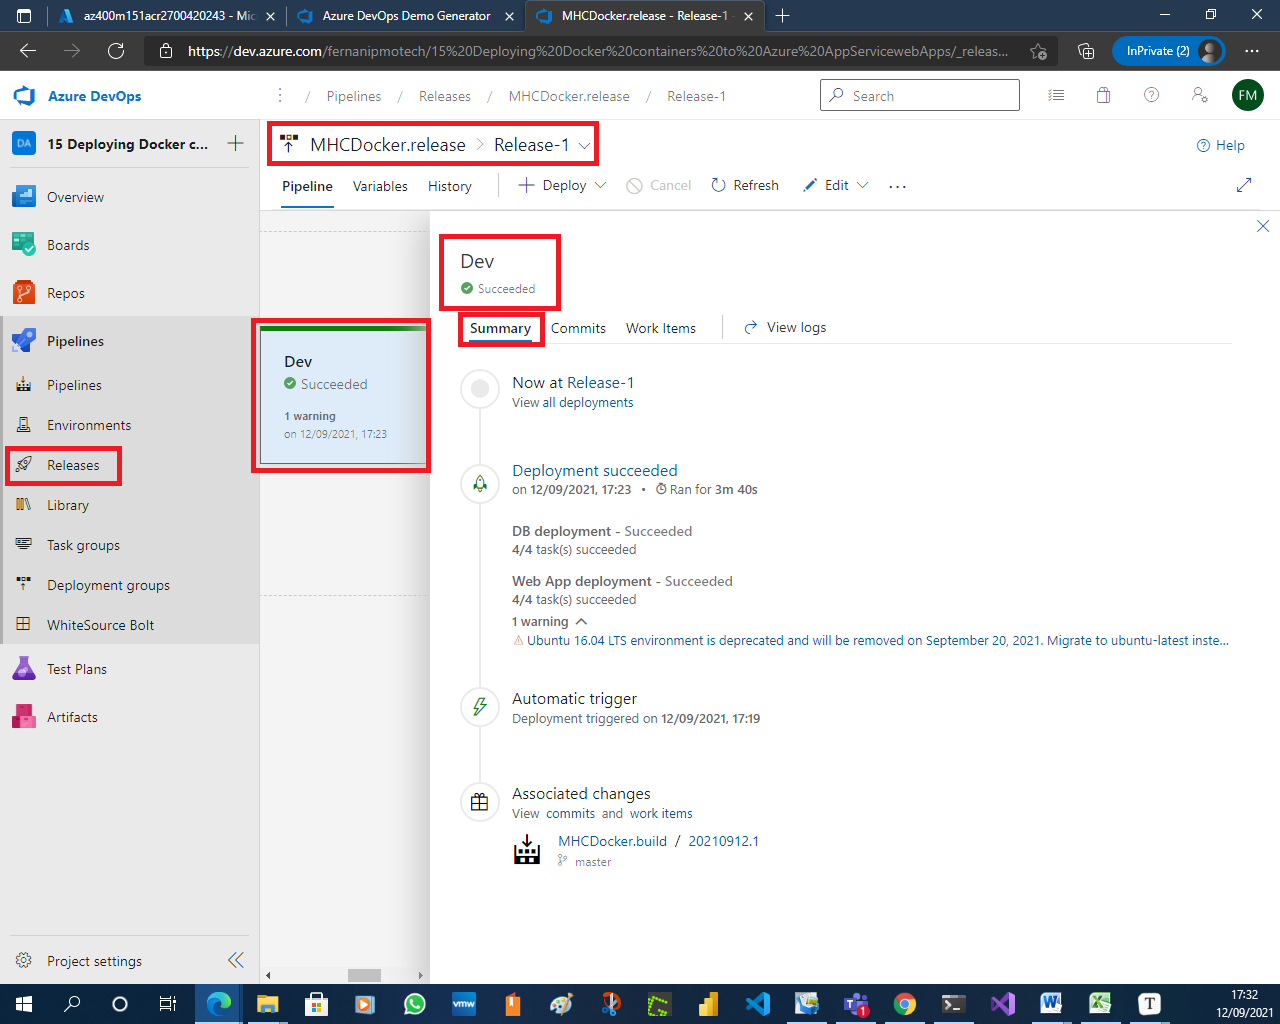 az400m151acr2700420243 - Mic
Azure DevOps Demo Generator
MHCDocker.release - Release-1 -
https://dev.azure.com/fernanipmotech/15%20Deploying%20Docker%20containers%20to%20Azure%20AppServicewebApps/_releas...
InPrivate (2)
Azure DevOps
/ Pipelines / Releases / MHCDocker.release / Release-1
Search
FM
DA
15 Deploying Docker c...
MHCDocker.release > Release-1
Help
Pipeline
Variables
History
Deploy
Cancel
Refresh
Edit
Overview
Boards
Repos
Pipelines
Pipelines
Environments
Releases
Library
Task groups
Deployment groups
WhiteSource Bolt
Test Plans
Artifacts
Project settings
Dev
Succeeded
1 warning
on 12/09/2021, 17:23
Dev
Succeeded
Summary
Commits
Work Items
View logs
Now at Release-1
View all deployments
Deployment succeeded
on 12/09/2021, 17:23 • Ran for 3m 40s
DB deployment - Succeeded
4/4 task(s) succeeded
Web App deployment - Succeeded
4/4 task(s) succeeded
1 warning
Ubuntu 16.04 LTS environment is deprecated and will be removed on September 20, 2021. Migrate to ubuntu-latest inste...
Automatic trigger
Deployment triggered on 12/09/2021, 17:19
Associated changes
View commits and work items
MHCDocker.build / 20210912.1
master
vmw
1
T
17:32
12/09/2021